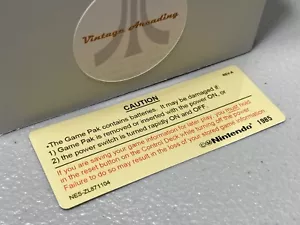 Vintage Arcading
REV-A
CAUTION
•The Game Pak contains batteries. It may be damaged if
1) Game Pak is removed or inserted with the power ON, or
2) the power switch is turned rapidly ON and OFF
If you are saving your game information for later play, you must hold
Reset button on the Control Deck while turning off the power.
Failure to do so may result in the loss of your stored game information.
©Nintendo 1985
NES-ZL871104